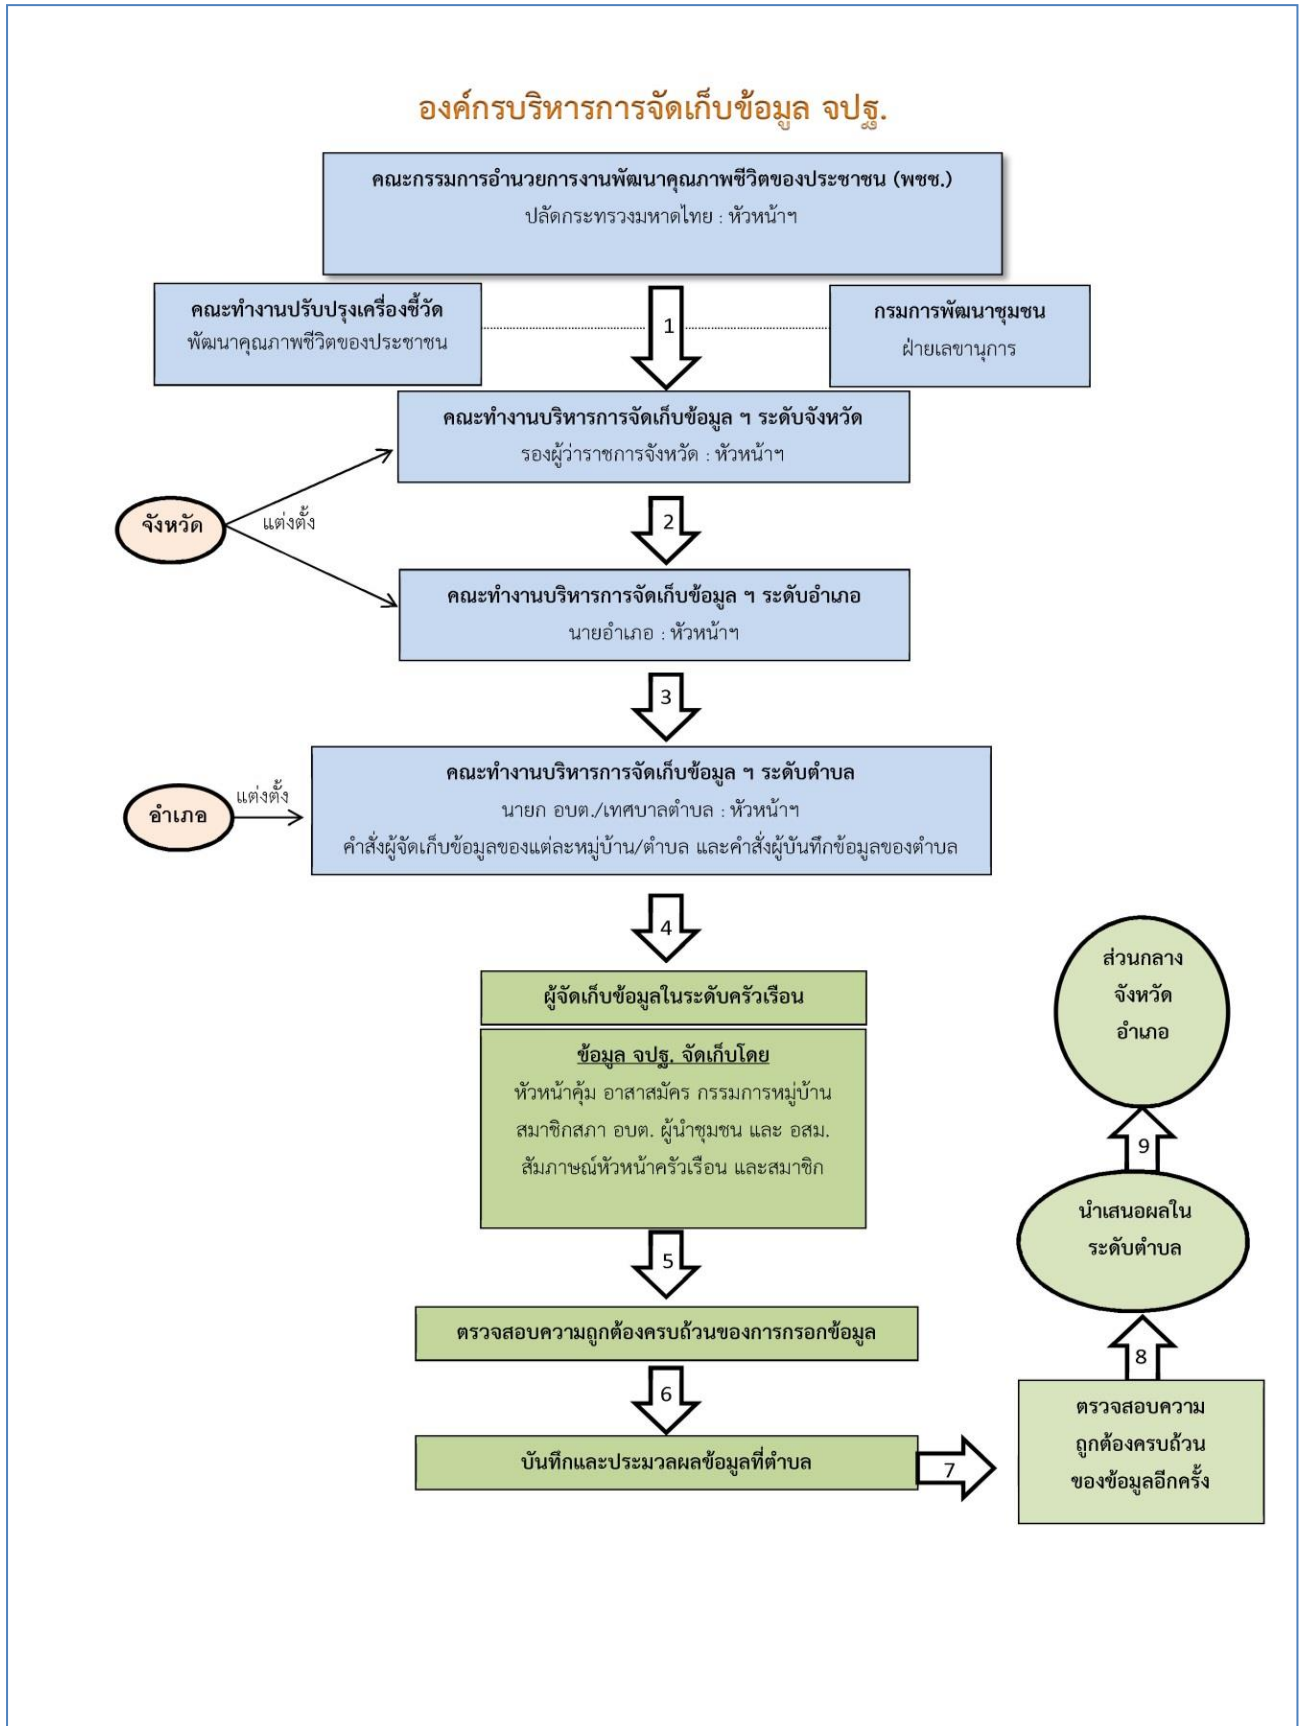 องค์กรบริหารการจัดเก็บข้อมูล จปฐ.
คณะกรรมการอำนวยการงานพัฒนาคุณภาพชีวิตของประชาชน (พชช.)
ปลัดกระทรวงมหาดไทย : หัวหน้าฯ
คณะทำงานปรับปรุงเครื่องชี้วัด
พัฒนาคุณภาพชีวิตของประชาชน
1
กรมการพัฒนาชุมชน
ฝ่ายเลขานุการ
คณะทำงานบริหารการจัดเก็บข้อมูล ฯ ระดับจังหวัด
รองผู้ว่าราชการจังหวัด : หัวหน้าฯ
จังหวัด
แต่งตั้ง
2
คณะทำงานบริหารการจัดเก็บข้อมูล ฯ ระดับอำเภอ
นายอำเภอ : หัวหน้าฯ
3
อำเภอ
แต่งตั้ง
คณะทำงานบริหารการจัดเก็บข้อมูล ฯ ระดับตำบล
นายก อบต./เทศบาลตำบล : หัวหน้าฯ
คำสั่งผู้จัดเก็บข้อมูลของแต่ละหมู่บ้าน/ตำบล และคำสั่งผู้บันทึกข้อมูลของตำบล
4
ผู้จัดเก็บข้อมูลในระดับครัวเรือน
ข้อมูล จปฐ. จัดเก็บโดย
หัวหน้าคุ้ม อาสาสมัคร กรรมการหมู่บ้าน
สมาชิกสภา อบต. ผู้นำชุมชน และ อสม.
สัมภาษณ์หัวหน้าครัวเรือน และสมาชิก
5
ตรวจสอบความถูกต้องครบถ้วนของการกรอกข้อมูล
6
บันทึกและประมวลผลข้อมูลที่ตำบล
7
ตรวจสอบความ
ถูกต้องครบถ้วน
ของข้อมูลอีกครั้ง
8
นำเสนอผลใน
ระดับตำบล
9
ส่วนกลาง
จังหวัด
อำเภอ